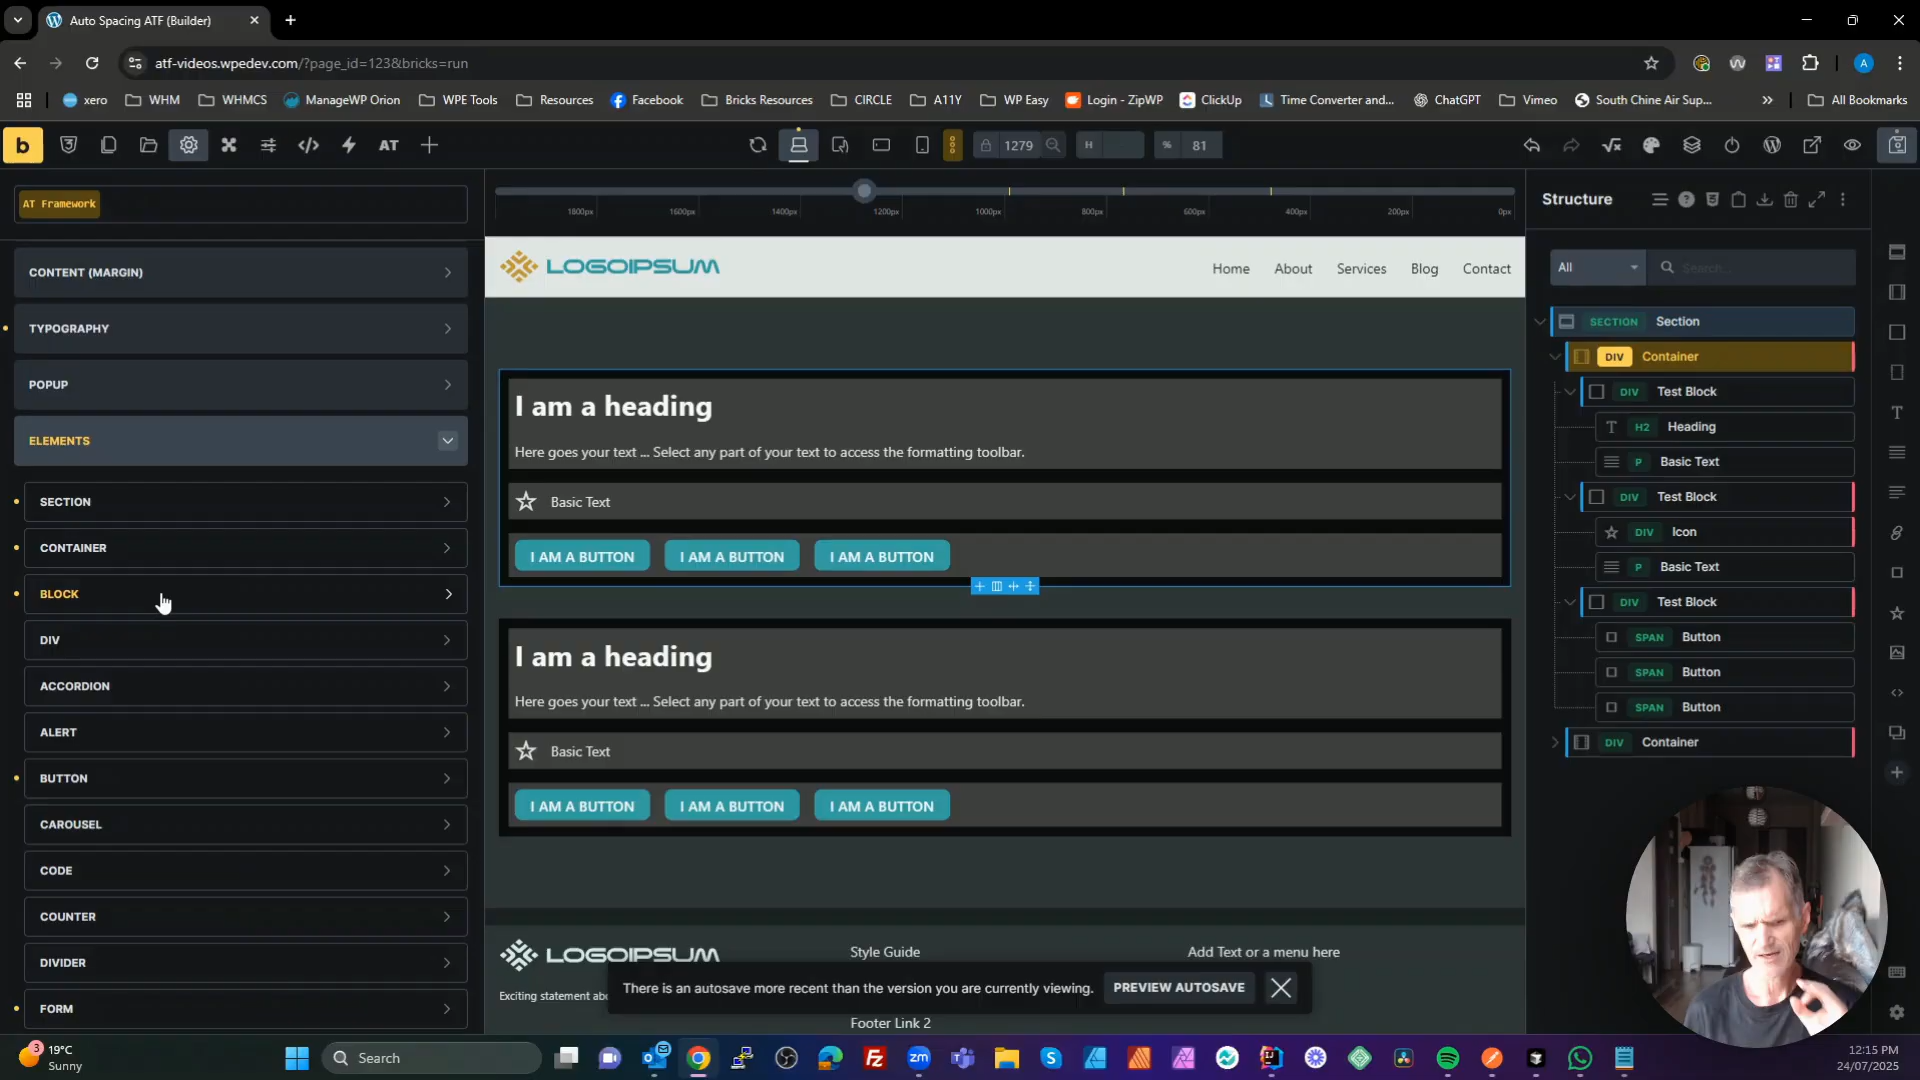 Auto Spacing ATF (Builder)
atf-videos.wpedev.com/?page_id=123&bricks=run
xero
WHM
WHMCS
ManageWP Orion
WPE Tools
Resources
Facebook
Bricks Resources
CIRCLE
A11Y
WP Easy
Login - ZipWP
ClickUp
Time Converter and...
ChatGPT
Vimeo
South China Air Sup...
All Bookmarks
b
AT
1279
H
% 81
AT Framework
CONTENT (MARGIN)
TYPOGRAPHY
POPUP
ELEMENTS
SECTION
CONTAINER
BLOCK
DIV
ACCORDION
ALERT
BUTTON
CAROUSEL
CODE
COUNTER
DIVIDER
FORM
1800px
1600px
1400px
1200px
1000px
800px
600px
400px
200px
0px
LOGOIPSUM
Home
About
Services
Blog
Contact
I am a heading
Here goes your text ... Select any part of your text to access the formatting toolbar.
Basic Text
I AM A BUTTON
I AM A BUTTON
I AM A BUTTON
I am a heading
Here goes your text ... Select any part of your text to access the formatting toolbar.
Basic Text
I AM A BUTTON
I AM A BUTTON
I AM A BUTTON
LOGOIPSUM
Style Guide
Add Text or a menu here
Exciting statement abo
There is an autosave more recent than the version you are currently viewing.
PREVIEW AUTOSAVE
Footer Link 2
Structure
All
Search...
SECTION Section
DIV Container
DIV Test Block
H2 Heading
P Basic Text
DIV Test Block
DIV Icon
P Basic Text
DIV Test Block
SPAN Button
SPAN Button
SPAN Button
DIV Container
3
19°C
Sunny
Search
12:15 PM
24/07/2025